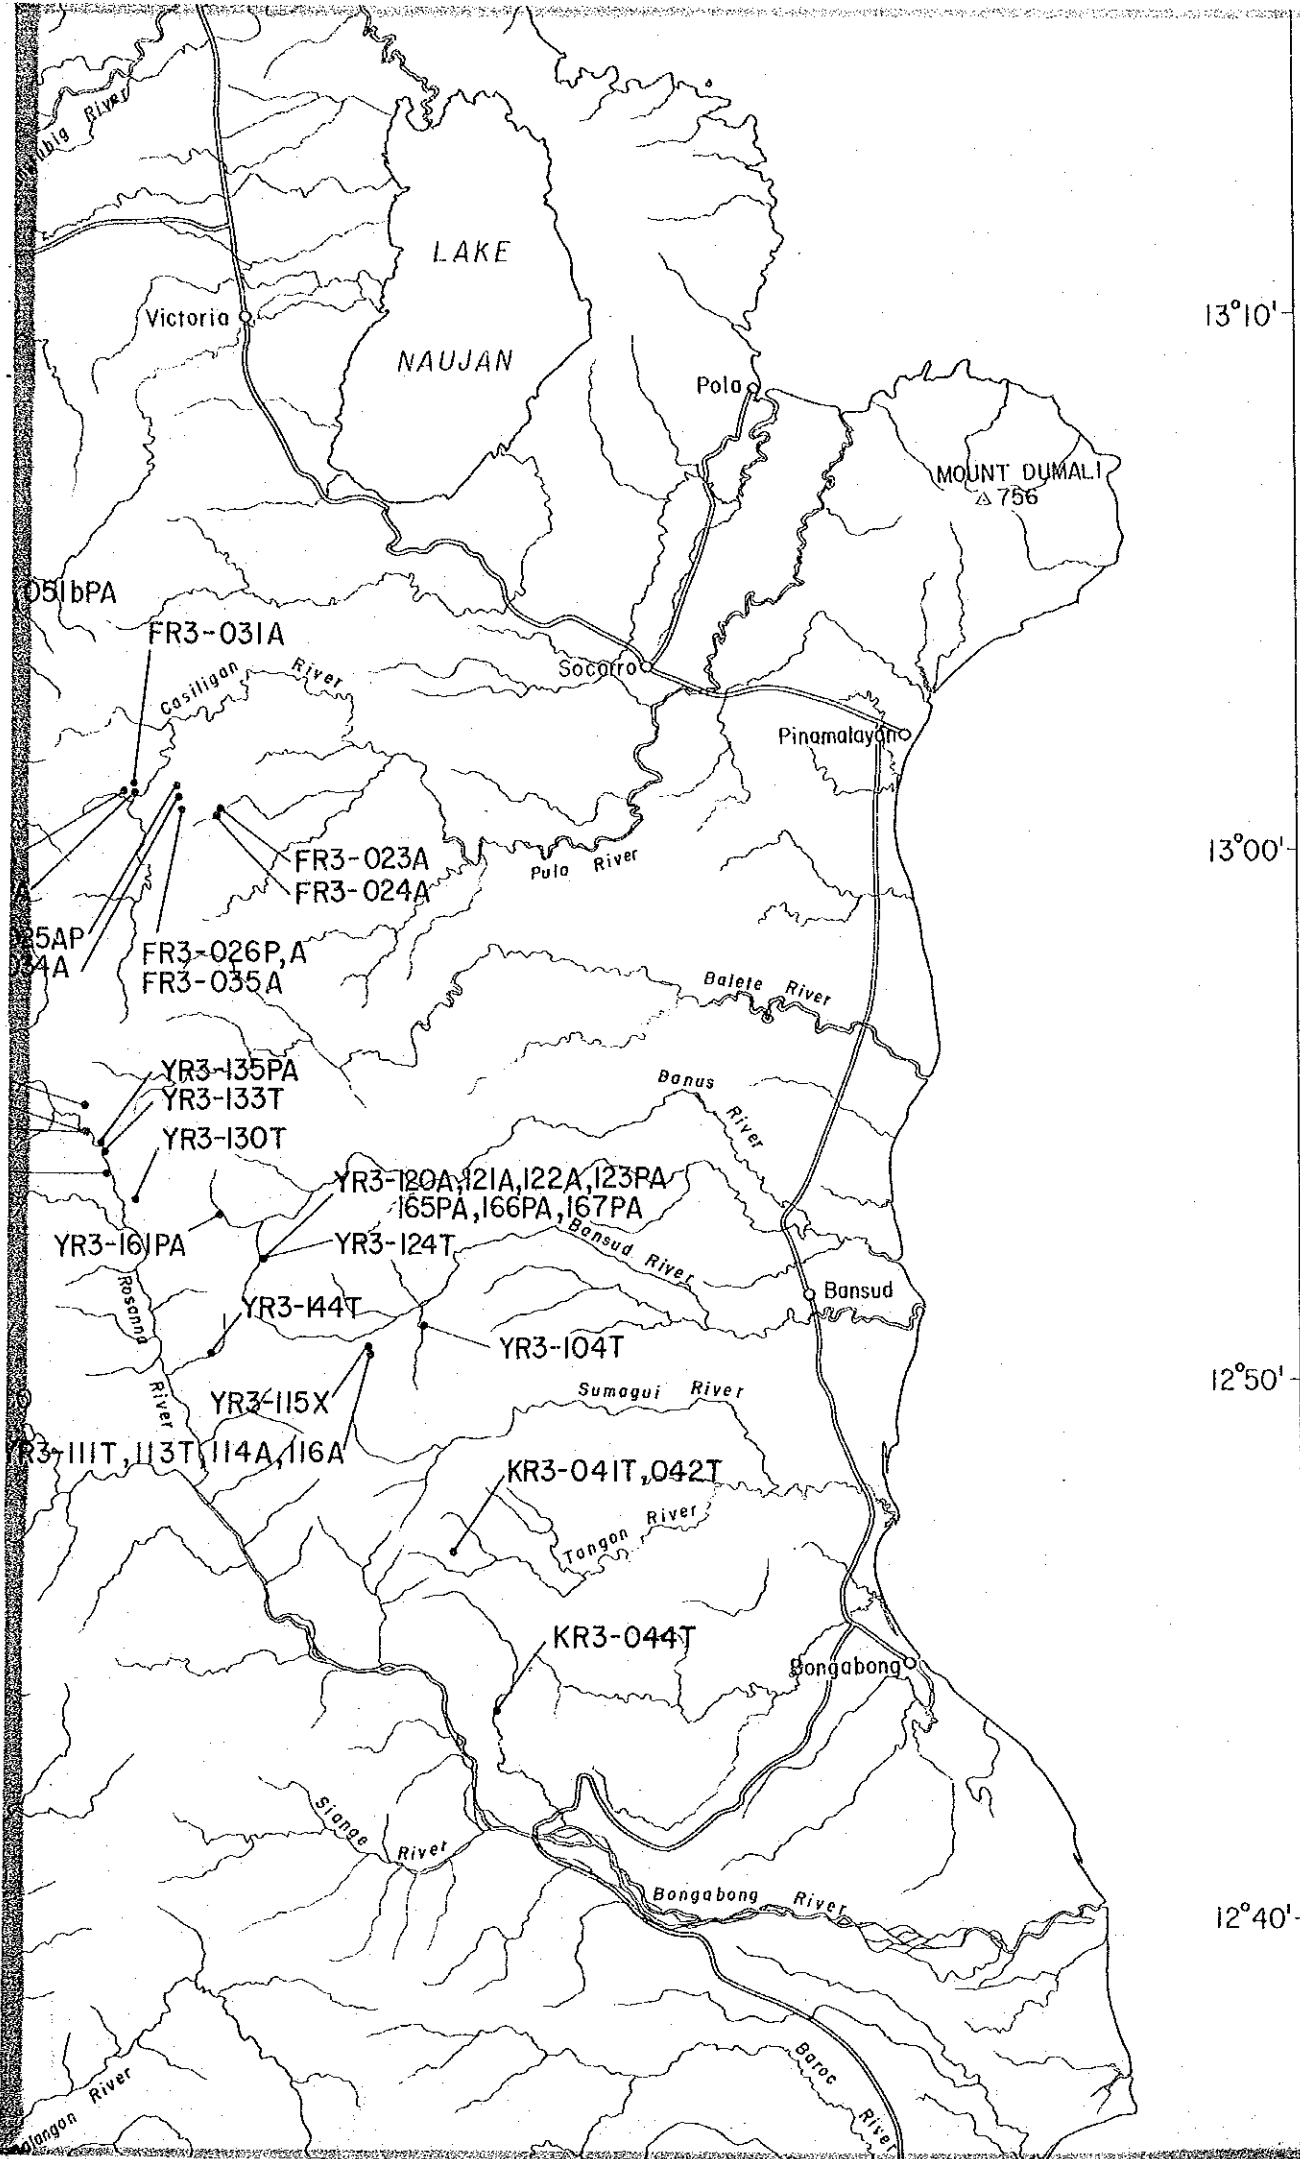 River
LAKE
NAUJAN
Victoria
13°10'
Pola
MOUNT DUMALI
△ 756
051bPA
FR3-031A
Casiligan River
Socorro
Pinamalayan
13°00'
FR3-023A
FR3-024A
Pula River
25AP
34A
FR3-026P,A
FR3-035A
Balete River
YR3-135PA
YR3-133T
Banus River
YR3-130T
YR3-120A,121A,122A,123PA
165PA,166PA,167PA
YR3-161PA
YR3-124T
Bansud River
Bansud
Rosanna River
YR3-144T
YR3-104T
12°50'
YR3-115X
Sumagui River
YR3-111T,113T,114A,116A
KR3-041T,042T
Tangon River
KR3-044T
Bongabong
Siange River
Bongabong River
12°40'
Baroc River
River